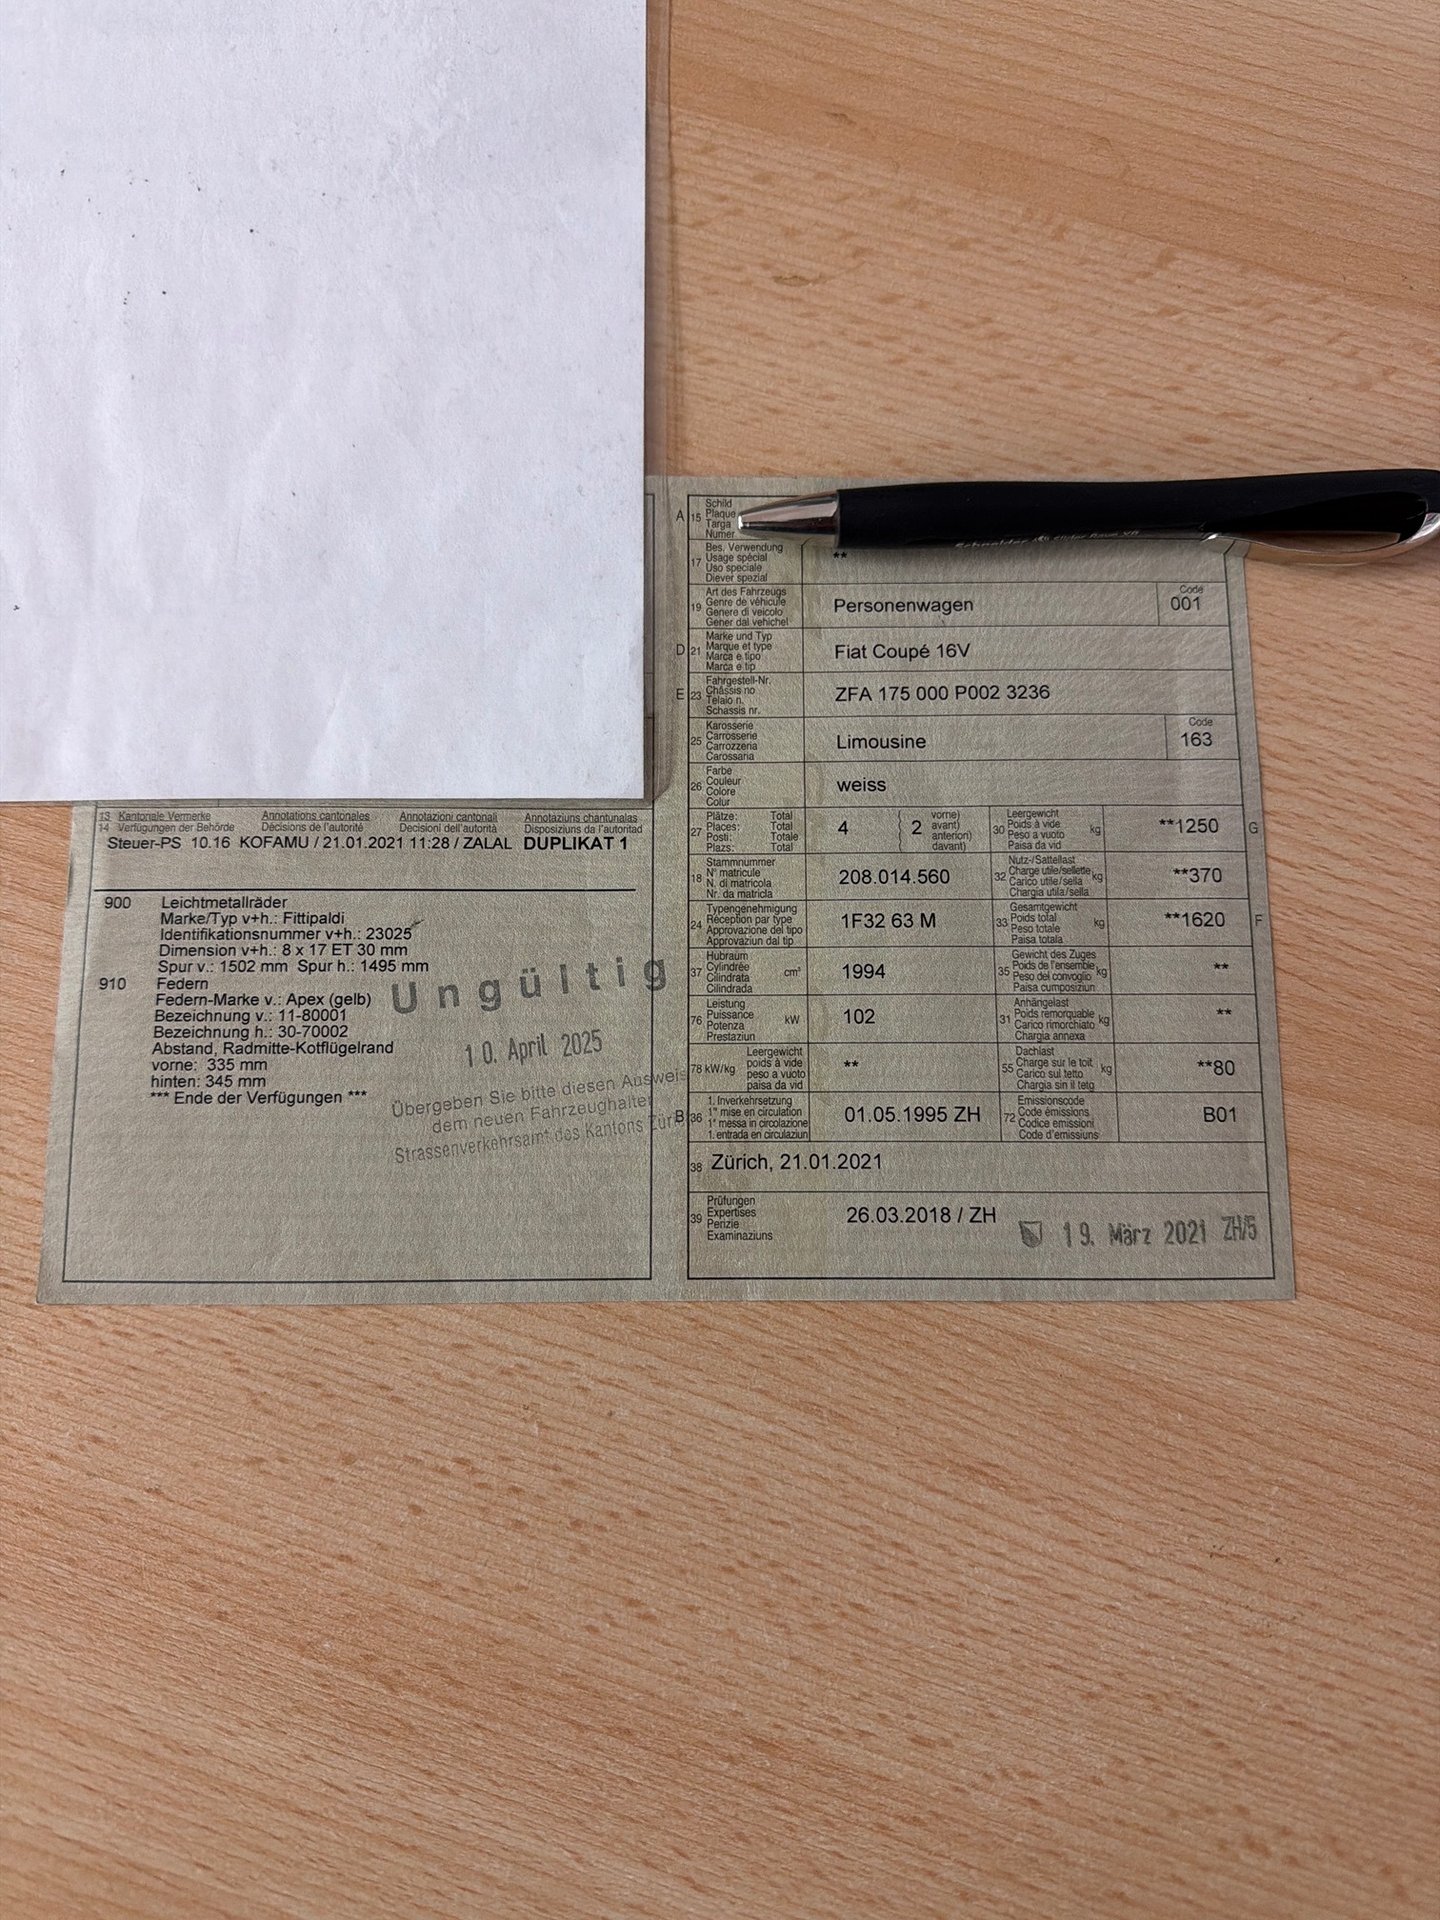 13 Kantonale Vermerke Annotations cantonales Annotazioni cantonali Annotaziuns chantunalas
14 Verfügungen der Behörde Décisions de l'autorité Decisioni dell'autorità Disposiziuns da l'autoritad
Steuer-PS 10.16 KOFAMU / 21.01.2021 11:28 / ZALAL DUPLIKAT 1
900 Leichtmetallräder
Marke/Typ v+h.: Fittipaldi
Identifikationsnummer v+h.: 23025
Dimension v+h.: 8 x 17 ET 30 mm
Spur v.: 1502 mm Spur h.: 1495 mm
910 Federn
Federn-Marke v.: Apex (gelb)
Bezeichnung v.: 11-80001
Bezeichnung h.: 30-70002
Abstand, Radmitte-Kotflügelrand
vorne: 335 mm
hinten: 345 mm
*** Ende der Verfügungen ***
Ungültig
10. April 2025
Übergeben Sie bitte diesen Ausweis
dem neuen Fahrzeughalter
Strassenverkehrsamt des Kantons Zürich
A 15 Schild
Plaque
Targa
Numer
17 Bes. Verwendung
Usage spécial
Uso speciale
Diever spezial
**
19 Art des Fahrzeugs
Genre de véhicule
Genere di veicolo
Gener dal vehichel
Personenwagen
Code
001
D 21 Marke und Typ
Marque et type
Marca e tipo
Marca e tip
Fiat Coupé 16V
E 23 Fahrgestell-Nr.
Châssis no
Telaio n.
Schassis nr.
ZFA 175 000 P002 3236
25 Karosserie
Carrosserie
Carrozzeria
Carossaria
Limousine
Code
163
26 Farbe
Couleur
Colore
Colur
weiss
27 Plätze: Total
Places: Total
Posti: Totale
Plazs: Total
4
2
vorne)
avant)
anteriori)
davant)
30 Leergewicht
Poids à vide
Peso a vuoto
Paisa da vid
kg
**1250
G
18 Stammnummer
N° matricule
N. di matricola
Nr. da matricla
208.014.560
32 Nutz-/Sattellast
Charge utile/sellette
Carico utile/sella
Chargia utila/sella
kg
**370
24 Typengenehmigung
Réception par type
Approvazione del tipo
Approvaziun dal tip
1F32 63 M
33 Gesamtgewicht
Poids total
Peso totale
Paisa totala
kg
**1620
F
37 Hubraum
Cylindrée
Cilindrata
Cilindrada
cm³
1994
35 Gewicht des Zuges
Poids de l'ensemble
Peso del convoglio
Paisa cumposiziun
kg
**
76 Leistung
Puissance
Potenza
Prestaziun
kW
102
31 Anhängelast
Poids remorquable
Carico rimorchiato
Chargia annexa
kg
**
78 kW/kg Leergewicht
poids à vide
peso a vuoto
paisa da vid
**
55 Dachlast
Charge sur le toit
Carico sul tetto
Chargia sin il tetg
kg
**80
B 36 1. Inverkehrsetzung
1re mise en circulation
1a messa in circolazione
1. entrada en circulaziun
01.05.1995 ZH
72 Emissionscode
Code émissions
Codice emissioni
Code d'emissiuns
B01
38 Zürich, 21.01.2021
39 Prüfungen
Expertises
Perizie
Examinaziuns
26.03.2018 / ZH
19. März 2021 ZH/5